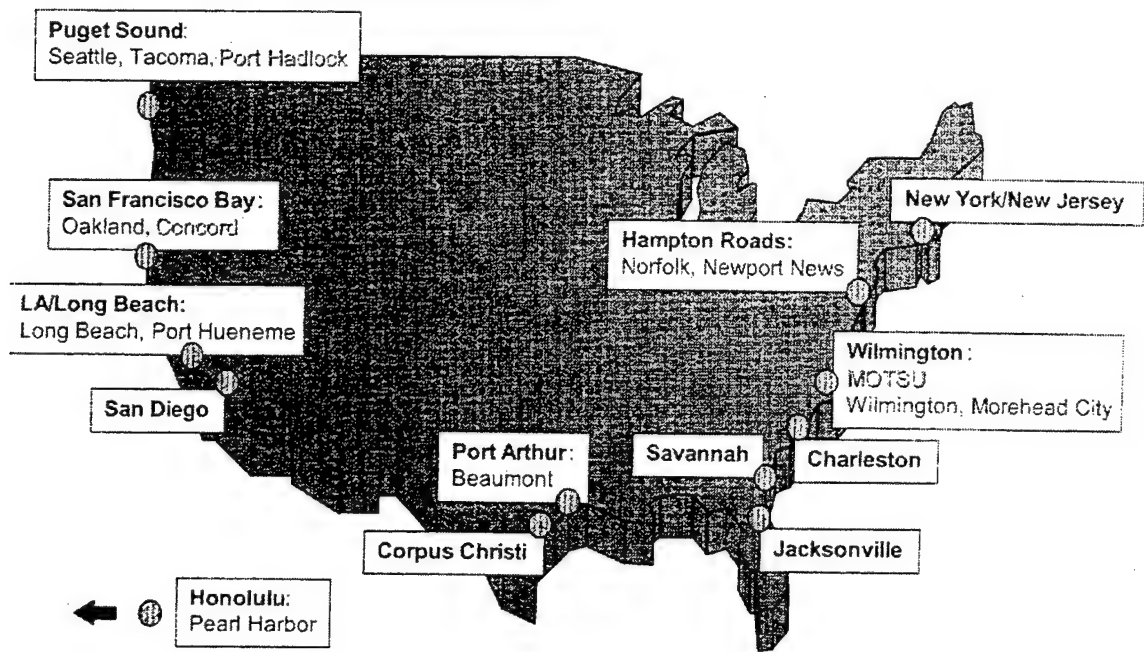 Puget Sound:
Seattle, Tacoma, Port Hadlock
San Francisco Bay:
Oakland, Concord
New York/New Jersey
Hampton Roads:
Norfolk, Newport News
LA/Long Beach:
Long Beach, Port Hueneme
Wilmington:
MOTSU
Wilmington, Morehead City
San Diego
Port Arthur:
Beaumont
Savannah
Charleston
Corpus Christi
Jacksonville
Honolulu:
Pearl Harbor